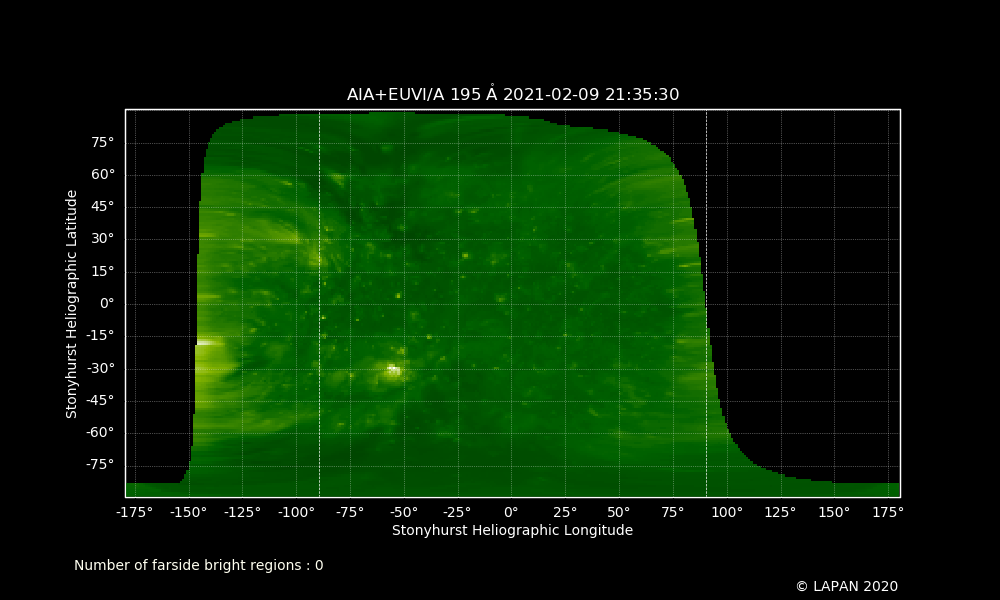 AIA+EUVI/A 195 Å 2021-02-09 21:35:30
Stonyhurst Heliographic Latitude
75°
60°
45°
30°
15°
0°
-15°
-30°
-45°
-60°
-75°
-175° -150° -125° -100° -75° -50° -25° 0° 25° 50° 75° 100° 125° 150° 175°
Stonyhurst Heliographic Longitude
Number of farside bright regions : 0
© LAPAN 2020